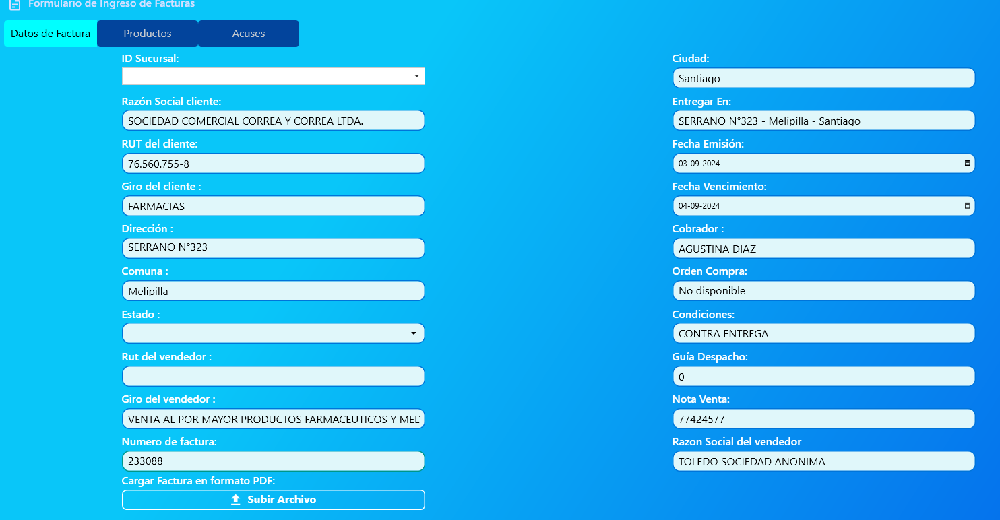 Formulario de Ingreso de Facturas
Datos de Factura
Productos
Acuses
ID Sucursal:
Razón Social cliente:
SOCIEDAD COMERCIAL CORREA Y CORREA LTDA.
RUT del cliente:
76.560.755-8
Giro del cliente :
FARMACIAS
Dirección :
SERRANO N°323
Comuna :
Melipilla
Estado :
Rut del vendedor :
Giro del vendedor :
VENTA AL POR MAYOR PRODUCTOS FARMACEUTICOS Y MED
Numero de factura:
233088
Cargar Factura en formato PDF:
Subir Archivo
Ciudad:
Santiago
Entregar En:
SERRANO N°323 - Melipilla - Santiago
Fecha Emisión:
03-09-2024
Fecha Vencimiento:
04-09-2024
Cobrador :
AGUSTINA DIAZ
Orden Compra:
No disponible
Condiciones:
CONTRA ENTREGA
Guía Despacho:
0
Nota Venta:
77424577
Razon Social del vendedor
TOLEDO SOCIEDAD ANONIMA